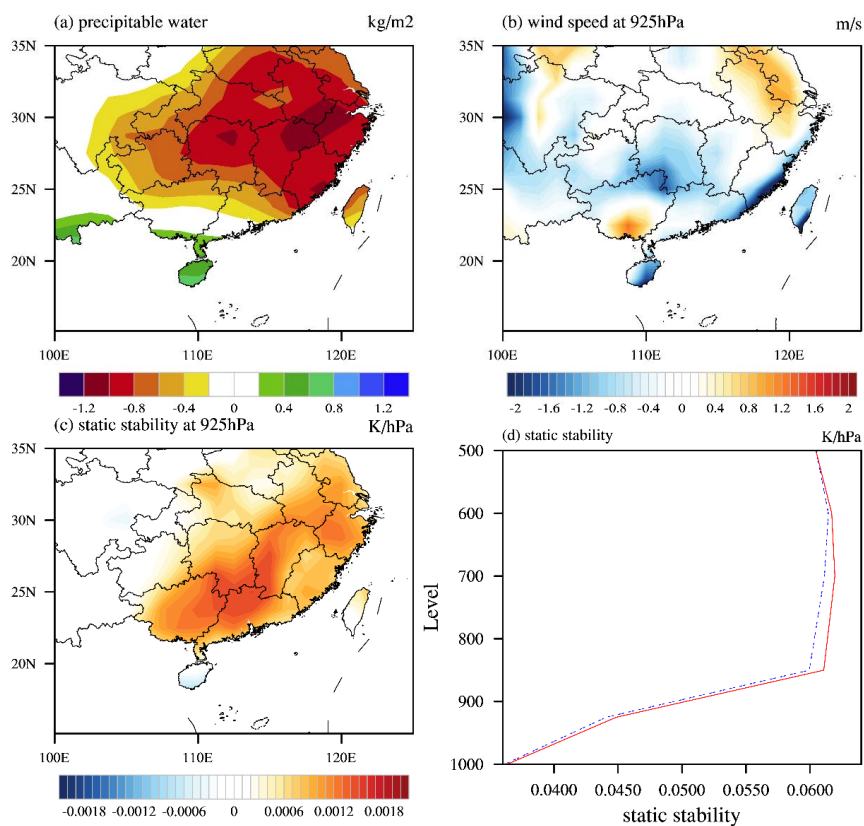 (a) precipitable water kg/m2
35N
30N
25N
20N
100E 110E 120E
-1.2 -0.8 -0.4 0 0.4 0.8 1.2
(b) wind speed at 925hPa m/s
35N
30N
25N
20N
100E 110E 120E
-2 -1.6 -1.2 -0.8 -0.4 0 0.4 0.8 1.2 1.6 2
(c) static stability at 925hPa K/hPa
35N
30N
25N
20N
100E 110E 120E
-0.0018 -0.0012 -0.0006 0 0.0006 0.0012 0.0018
(d) static stability K/hPa
500
600
700
800
900
1000
Level
0.0400 0.0450 0.0500 0.0550 0.0600
static stability